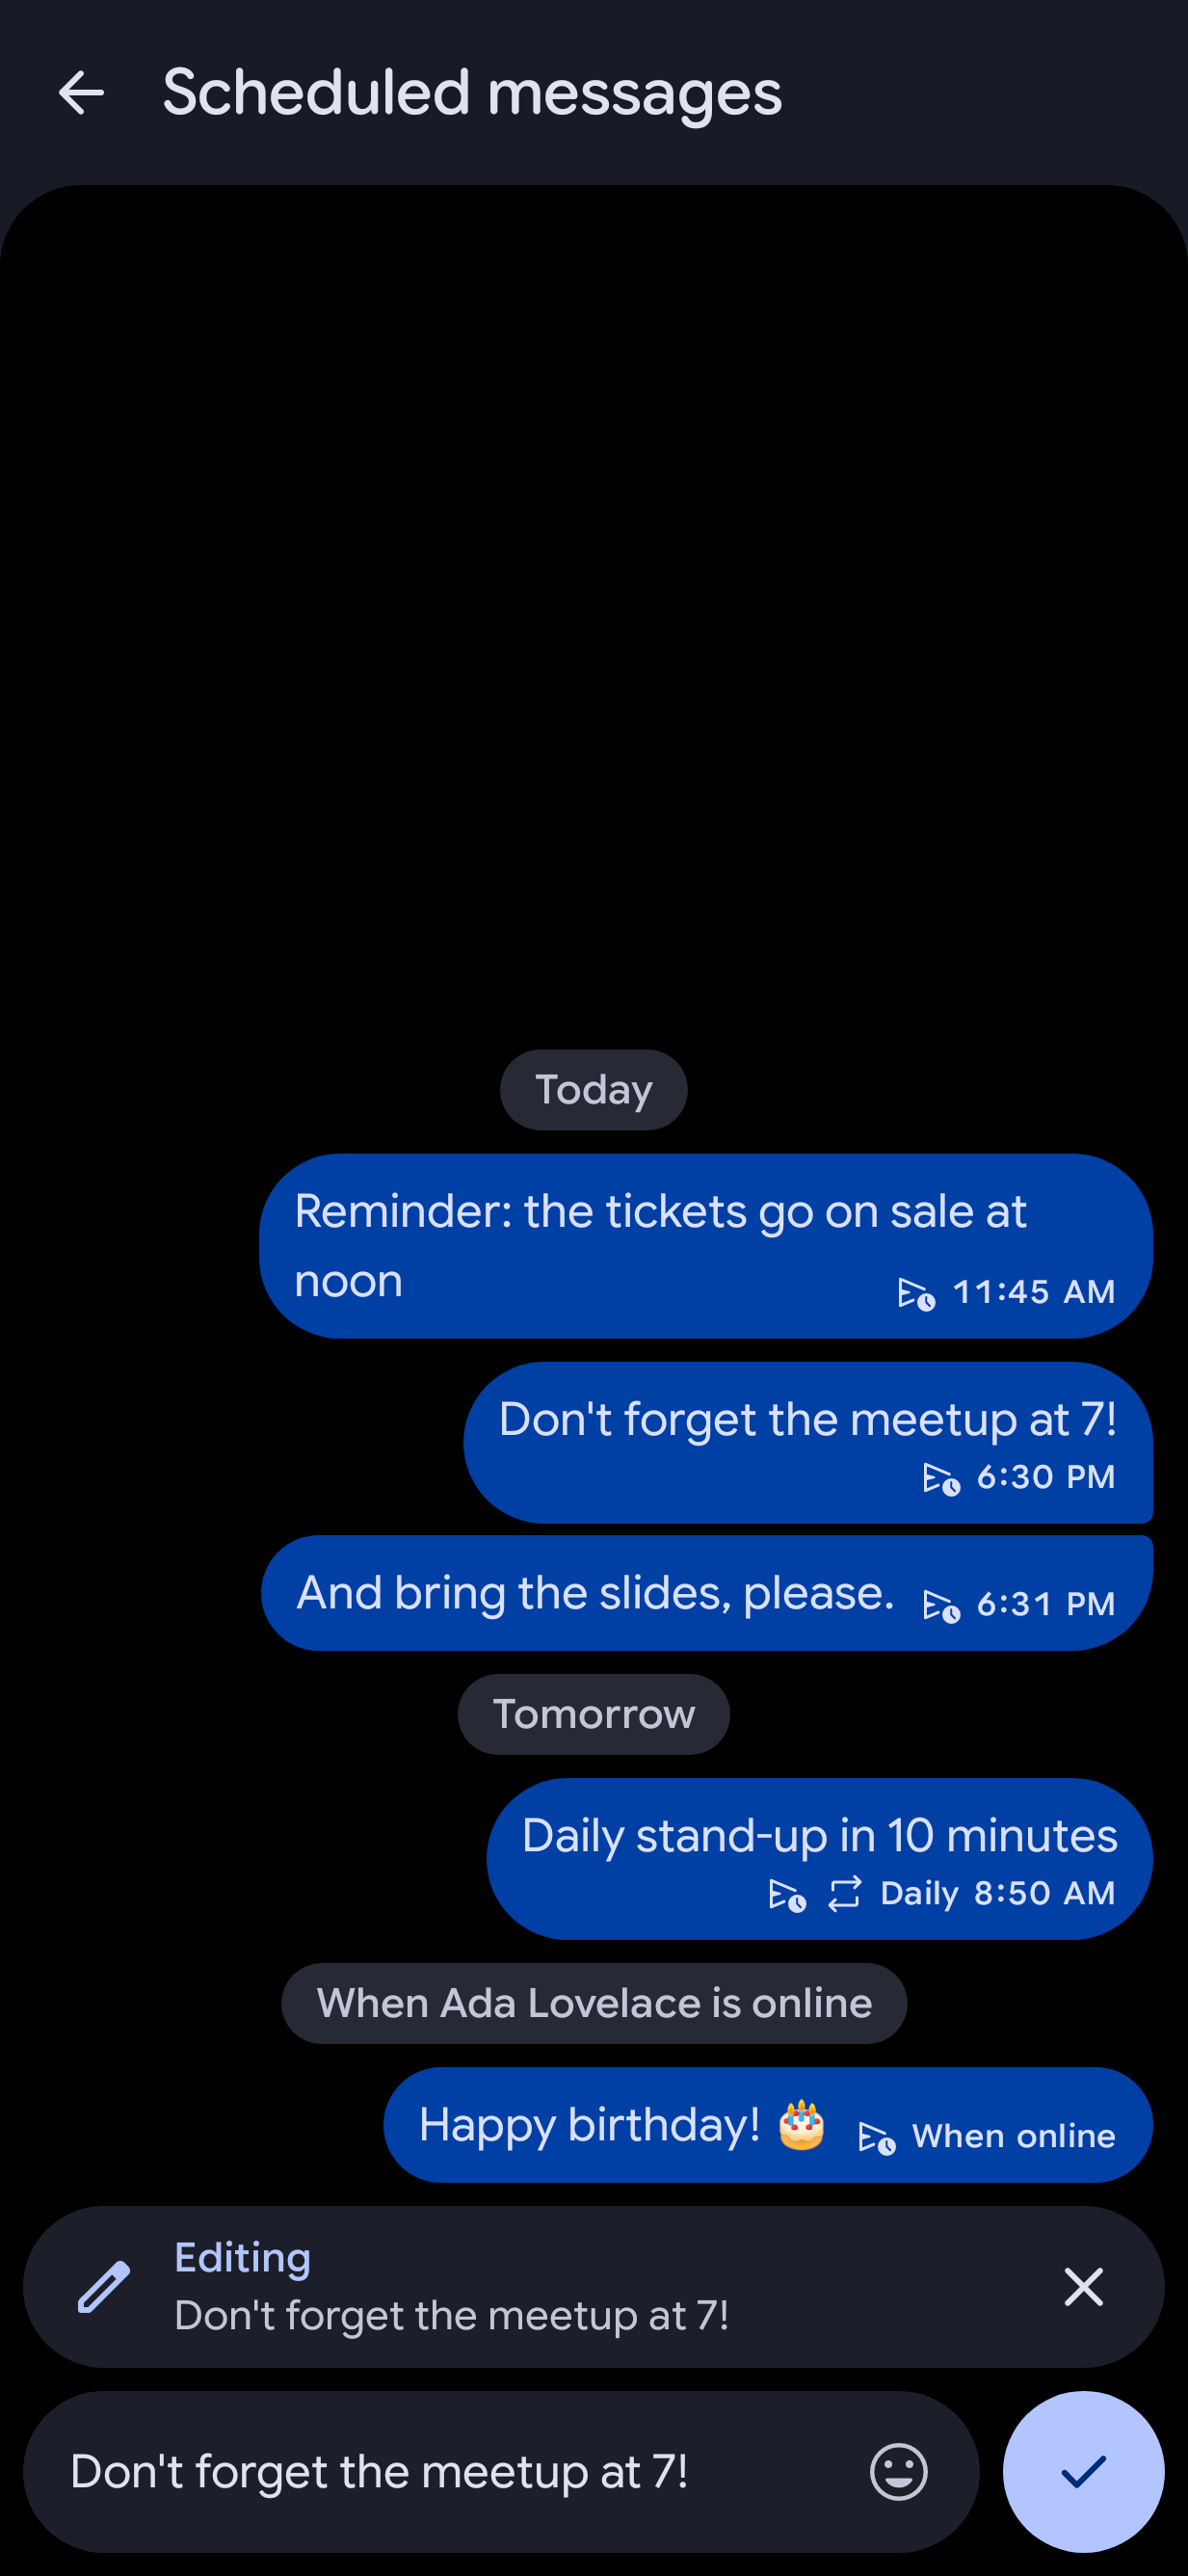 Scheduled messages
Today
Reminder: the tickets go on sale at
noon
11:45 AM
Don't forget the meetup at 7!
6:30 PM
And bring the slides, please.
6:31 PM
Tomorrow
Daily stand-up in 10 minutes
Daily 8:50 AM
When Ada Lovelace is online
Happy birthday! 🎂
When online
Editing
Don't forget the meetup at 7!
Don't forget the meetup at 7!